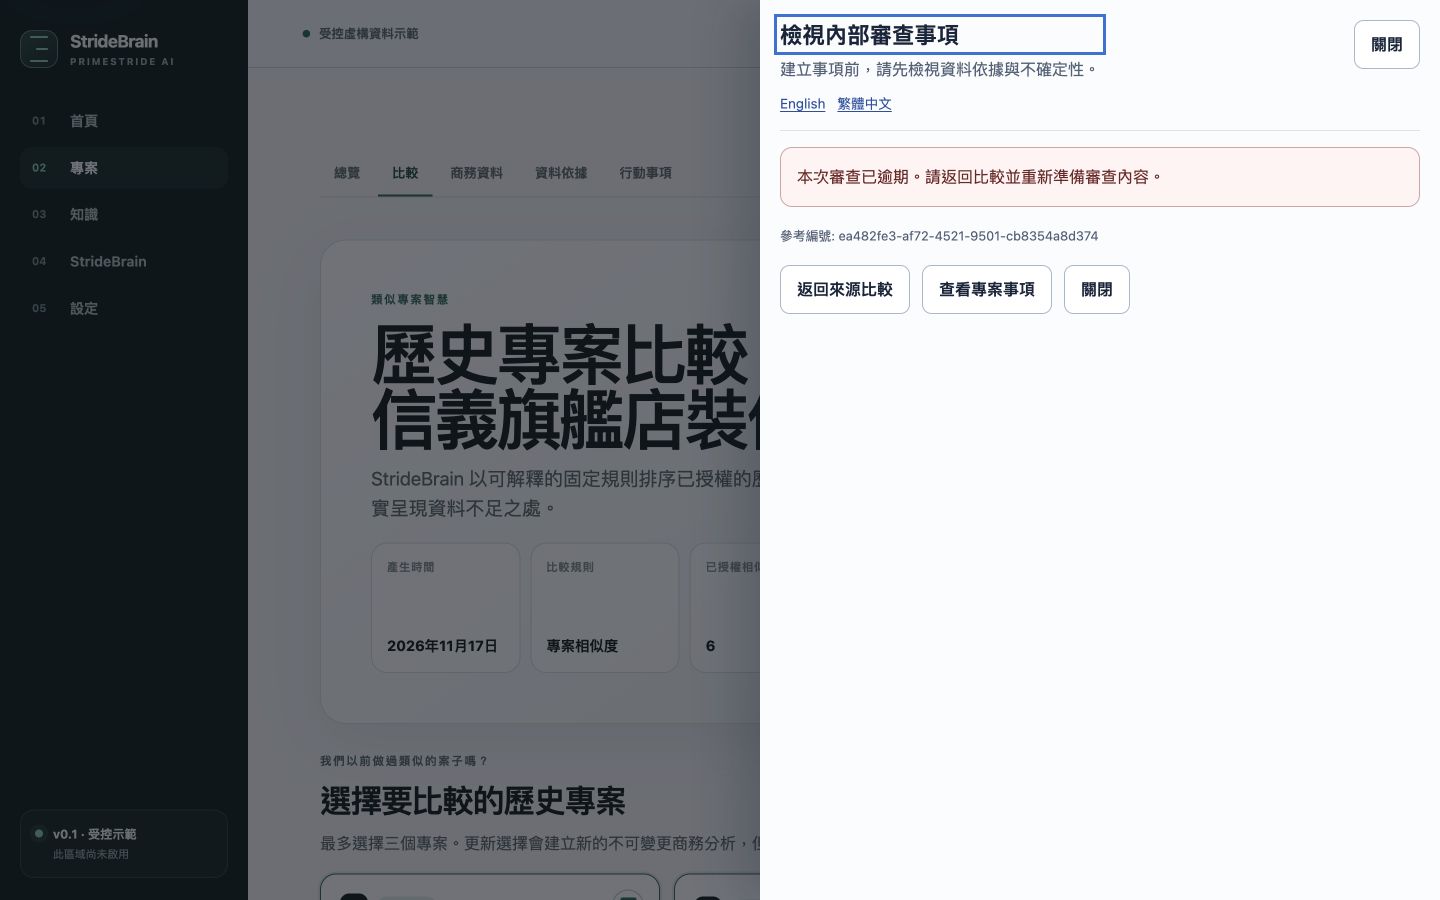 StrideBrain
PRIMESTRIDE AI
01 首頁
02 專案
03 知識
04 StrideBrain
05 設定
v0.1 · 受控示範
此區域尚未啟用
受控虛構資料示範
總覽 比較 商務資料 資料依據 行動事項
類似專案智慧
歷史專案比較
信義旗艦店裝
StrideBrain 以可解釋的固定規則排序已授權的
實呈現資料不足之處。
產生時間
2026年11月17日
比較規則
專案相似度
已授權相
6
我們以前做過類似的案子嗎?
選擇要比較的歷史專案
最多選擇三個專案。更新選擇會建立新的不可變更商務分析,
檢視內部審查事項
建立事項前,請先檢視資料依據與不確定性。
English 繁體中文
關閉
本次審查已逾期。請返回比較並重新準備審查內容。
參考編號: ea482fe3-af72-4521-9501-cb8354a8d374
返回來源比較 查看專案事項 關閉